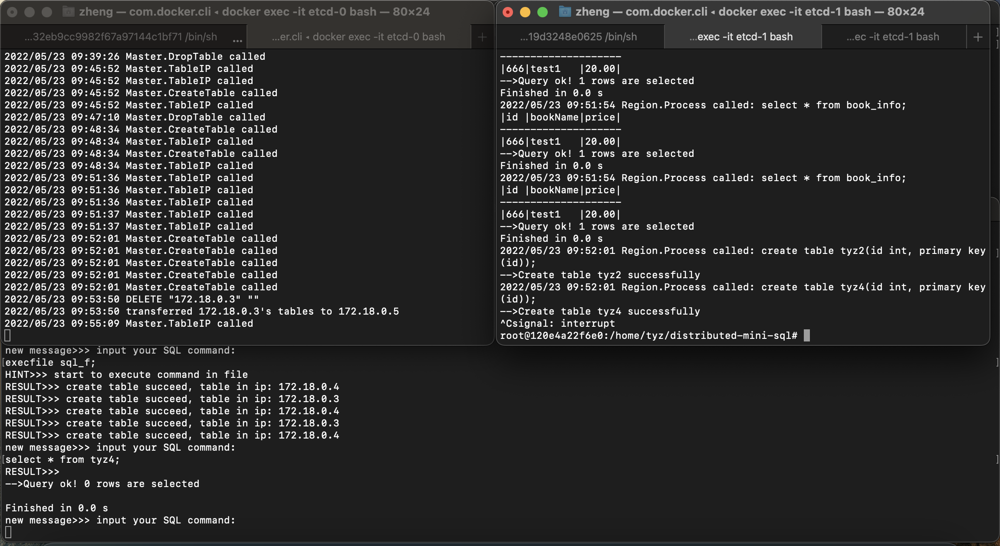 zheng — com.docker.cli ◂ docker exec -it etcd-0 bash — 80×24
...32eb9cc9982f67a97144c1bf71 /bin/sh ...
...er.cli ◂ docker exec -it etcd-0 bash
+
2022/05/23 09:39:26 Master.DropTable called
2022/05/23 09:45:52 Master.TableIP called
2022/05/23 09:45:52 Master.TableIP called
2022/05/23 09:45:52 Master.CreateTable called
2022/05/23 09:45:52 Master.TableIP called
2022/05/23 09:47:10 Master.DropTable called
2022/05/23 09:48:34 Master.CreateTable called
2022/05/23 09:48:34 Master.TableIP called
2022/05/23 09:48:34 Master.CreateTable called
2022/05/23 09:48:34 Master.TableIP called
2022/05/23 09:51:36 Master.TableIP called
2022/05/23 09:51:36 Master.TableIP called
2022/05/23 09:51:36 Master.TableIP called
2022/05/23 09:51:37 Master.TableIP called
2022/05/23 09:51:37 Master.TableIP called
2022/05/23 09:52:01 Master.CreateTable called
2022/05/23 09:52:01 Master.CreateTable called
2022/05/23 09:52:01 Master.CreateTable called
2022/05/23 09:52:01 Master.CreateTable called
2022/05/23 09:52:01 Master.CreateTable called
2022/05/23 09:53:50 DELETE "172.18.0.3" ""
2022/05/23 09:53:50 transferred 172.18.0.3's tables to 172.18.0.5
2022/05/23 09:55:09 Master.TableIP called
zheng — com.docker.cli ◂ docker exec -it etcd-1 bash — 80×24
...19d3248e0625 /bin/sh
...exec -it etcd-1 bash
...ec -it etcd-1 bash
+
--------------------
|666|test1   |20.00|
-->Query ok! 1 rows are selected
Finished in 0.0 s
2022/05/23 09:51:54 Region.Process called: select * from book_info;
|id |bookName|price|
--------------------
|666|test1   |20.00|
-->Query ok! 1 rows are selected
Finished in 0.0 s
2022/05/23 09:51:54 Region.Process called: select * from book_info;
|id |bookName|price|
--------------------
|666|test1   |20.00|
-->Query ok! 1 rows are selected
Finished in 0.0 s
2022/05/23 09:52:01 Region.Process called: create table tyz2(id int, primary key
(id));
-->Create table tyz2 successfully
2022/05/23 09:52:01 Region.Process called: create table tyz4(id int, primary key
(id));
-->Create table tyz4 successfully
^Csignal: interrupt
root@120e4a22f6e0:/home/tyz/distributed-mini-sql#
new message>>> input your SQL command:
[execfile sql_f; ]
HINT>>> start to execute command in file
RESULT>>> create table succeed, table in ip: 172.18.0.4
RESULT>>> create table succeed, table in ip: 172.18.0.3
RESULT>>> create table succeed, table in ip: 172.18.0.4
RESULT>>> create table succeed, table in ip: 172.18.0.3
RESULT>>> create table succeed, table in ip: 172.18.0.4
new message>>> input your SQL command:
[select * from tyz4; ]
RESULT>>>
-->Query ok! 0 rows are selected
Finished in 0.0 s
new message>>> input your SQL command: